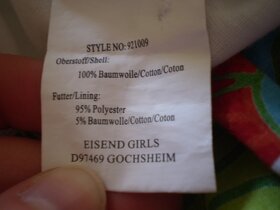 STYLE NO: 921009
Oberstoff/Shell:
100% Baumwolle/Cotton/Coton
Futter/Lining:
95% Polyester
5% Baumwolle/Cotton/Coton
EISEND GIRLS
D97469 GOCHSHEIM